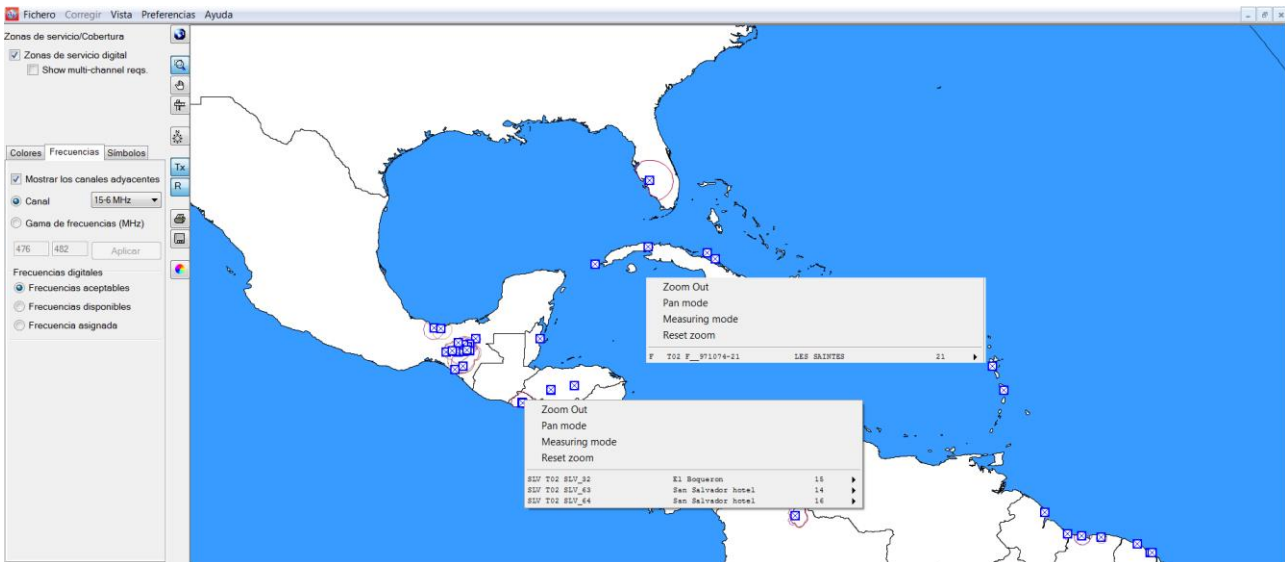 Fichero Corregir Vista Preferencias Ayuda
Zonas de servicio/Cobertura
Zonas de servicio digital
Show multi-channel reqs.
Colores Frecuencias Símbolos
Mostrar los canales adyacentes
Canal 15-6 MHz
Gama de frecuencias (MHz)
476 482 Aplicar
Frecuencias digitales
Frecuencias aceptables
Frecuencias disponibles
Frecuencia asignada
Tx
R
Zoom Out
Pan mode
Measuring mode
Reset zoom
F T02 F__971074-21 LES SAINTES 21
Zoom Out
Pan mode
Measuring mode
Reset zoom
SLV T02 SLV_32 El Boqueron 15
SLV T02 SLV_63 San Salvador hotel 14
SLV T02 SLV_64 San Salvador hotel 16